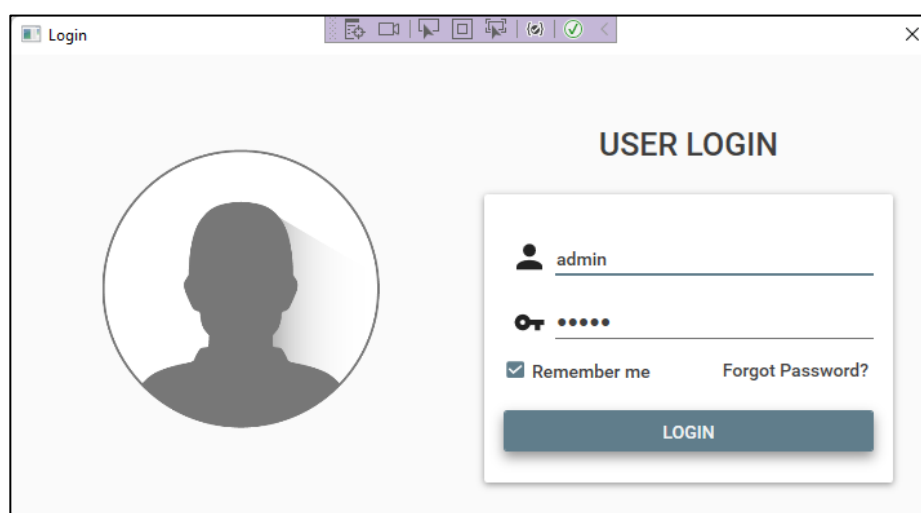 Login
USER LOGIN
admin
•••••
Remember me
Forgot Password?
LOGIN